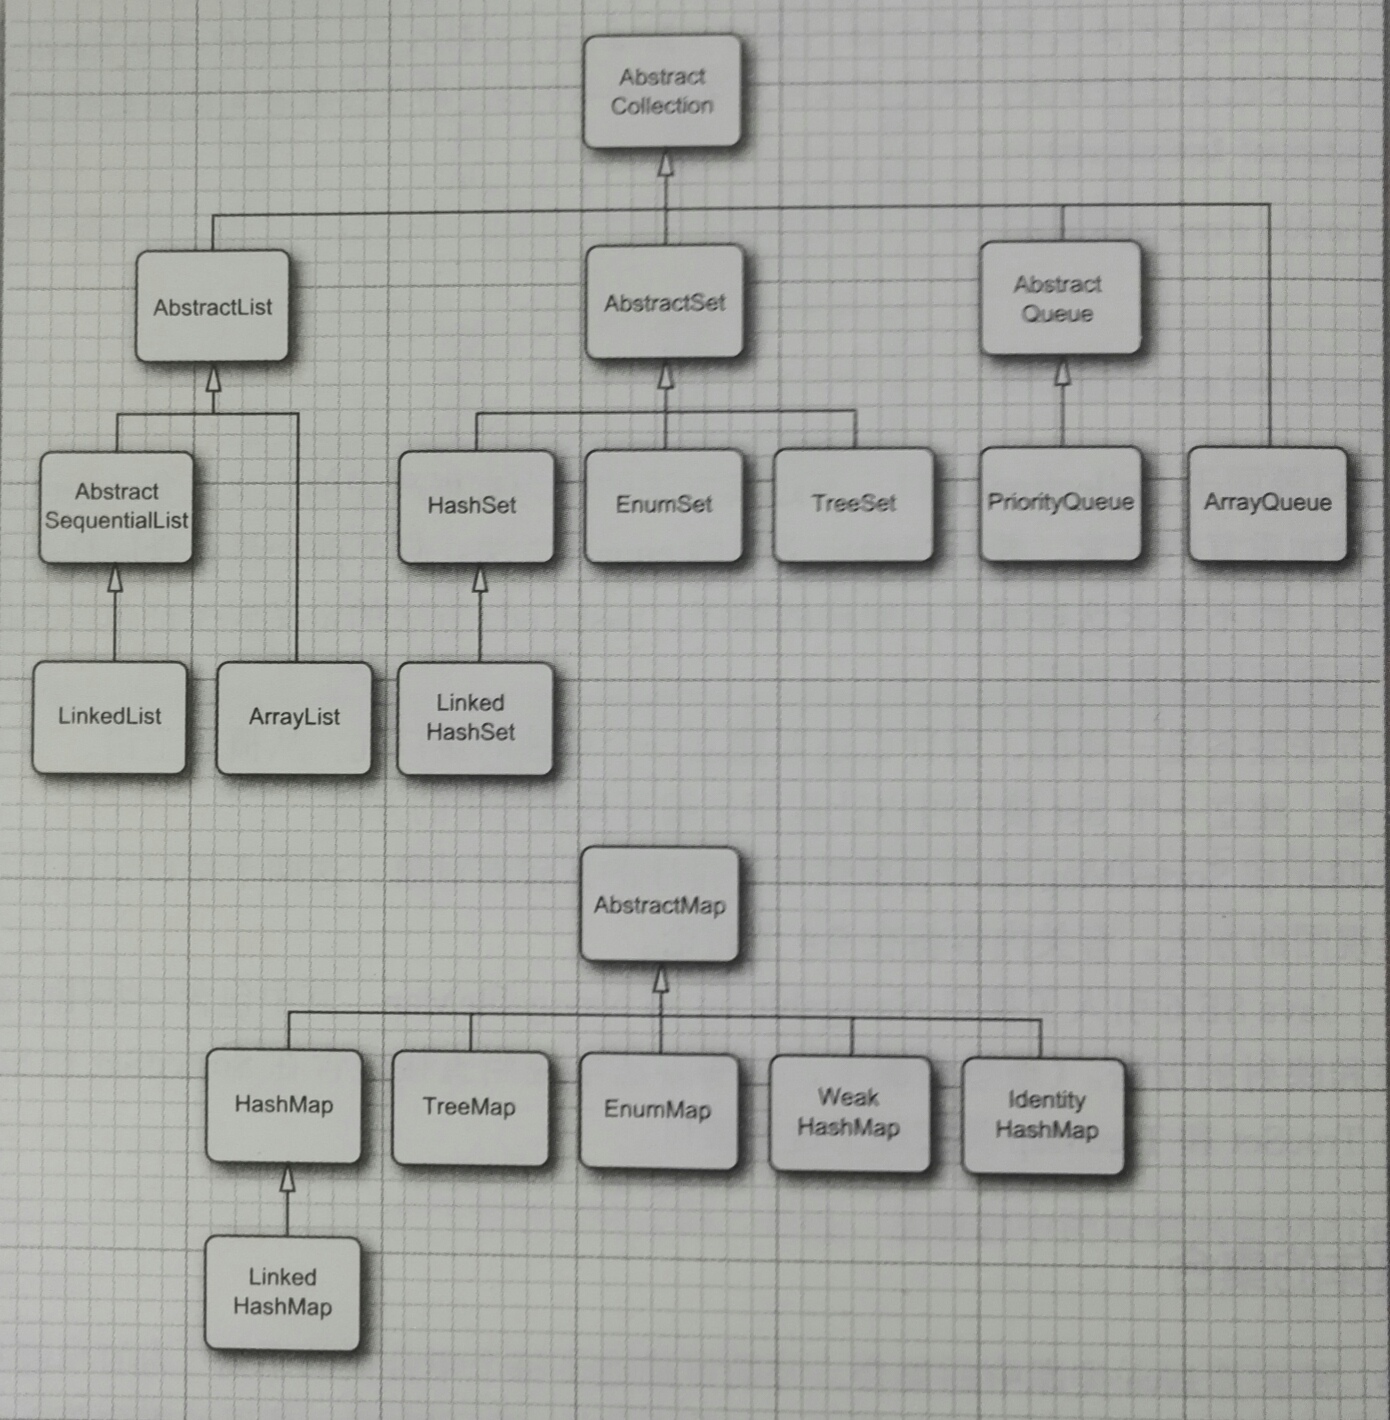 Abstract
Collection
AbstractList
AbstractSet
Abstract
Queue
Abstract
SequentialList
HashSet
EnumSet
TreeSet
PriorityQueue
ArrayQueue
LinkedList
ArrayList
Linked
HashSet
AbstractMap
HashMap
TreeMap
EnumMap
Weak
HashMap
Identity
HashMap
Linked
HashMap